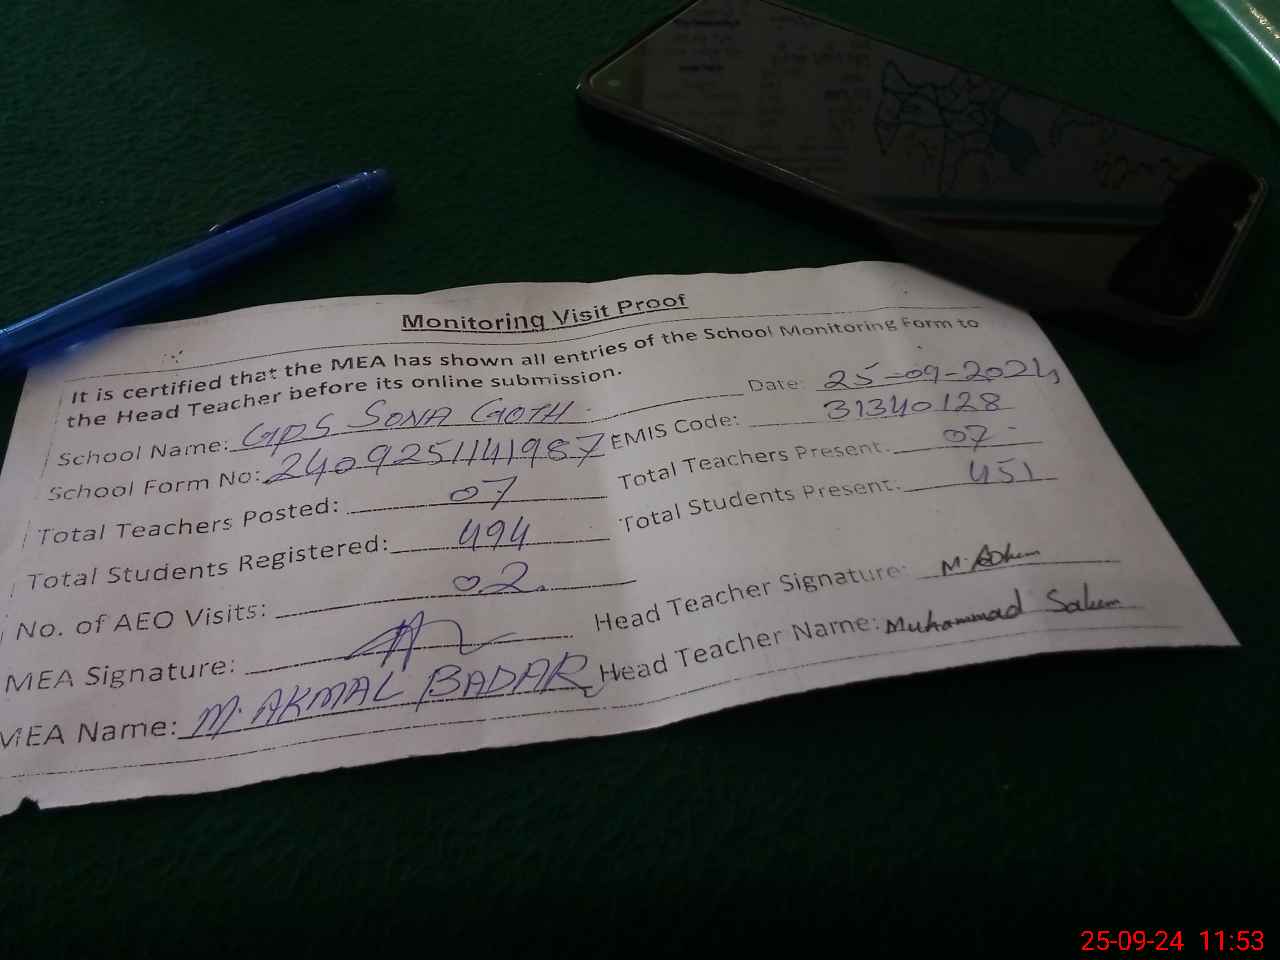 Monitoring Visit Proof
It is certified that the MEA has shown all entries of the School Monitoring Form to
the Head Teacher before its online submission.
Date: 25-09-2024
School Name: GPS SONA GOTH
EMIS Code: 31340128
School Form No: 2409251141987
Total Teachers Present: 07
Total Teachers Posted: 07
Total Students Present: 451
Total Students Registered: 494
No. of AEO Visits: 02
Head Teacher Signature:
MEA Signature:
Head Teacher Name: Muhammad Salum
MEA Name: M. AKMAL BADAR
25-09-24 11:53